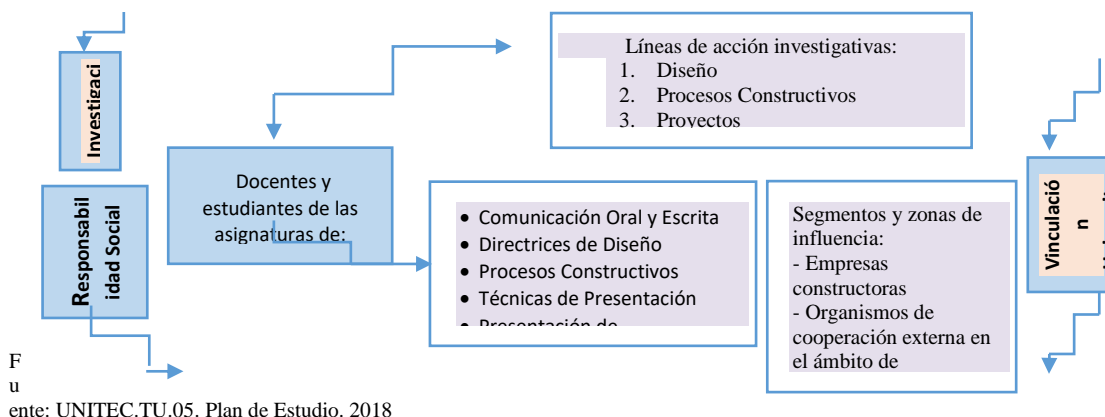 Investigaci
Responsabil
idad Social
Docentes y
estudiantes de las
asignaturas de:
Líneas de acción investigativas:
1. Diseño
2. Procesos Constructivos
3. Proyectos
• Comunicación Oral y Escrita
• Directrices de Diseño
• Procesos Constructivos
• Técnicas de Presentación
• Presentación de
Segmentos y zonas de
influencia:
- Empresas
constructoras
- Organismos de
cooperación externa en
el ámbito de
Vinculació
n
F
u
ente: UNITEC.TU.05. Plan de Estudio. 2018